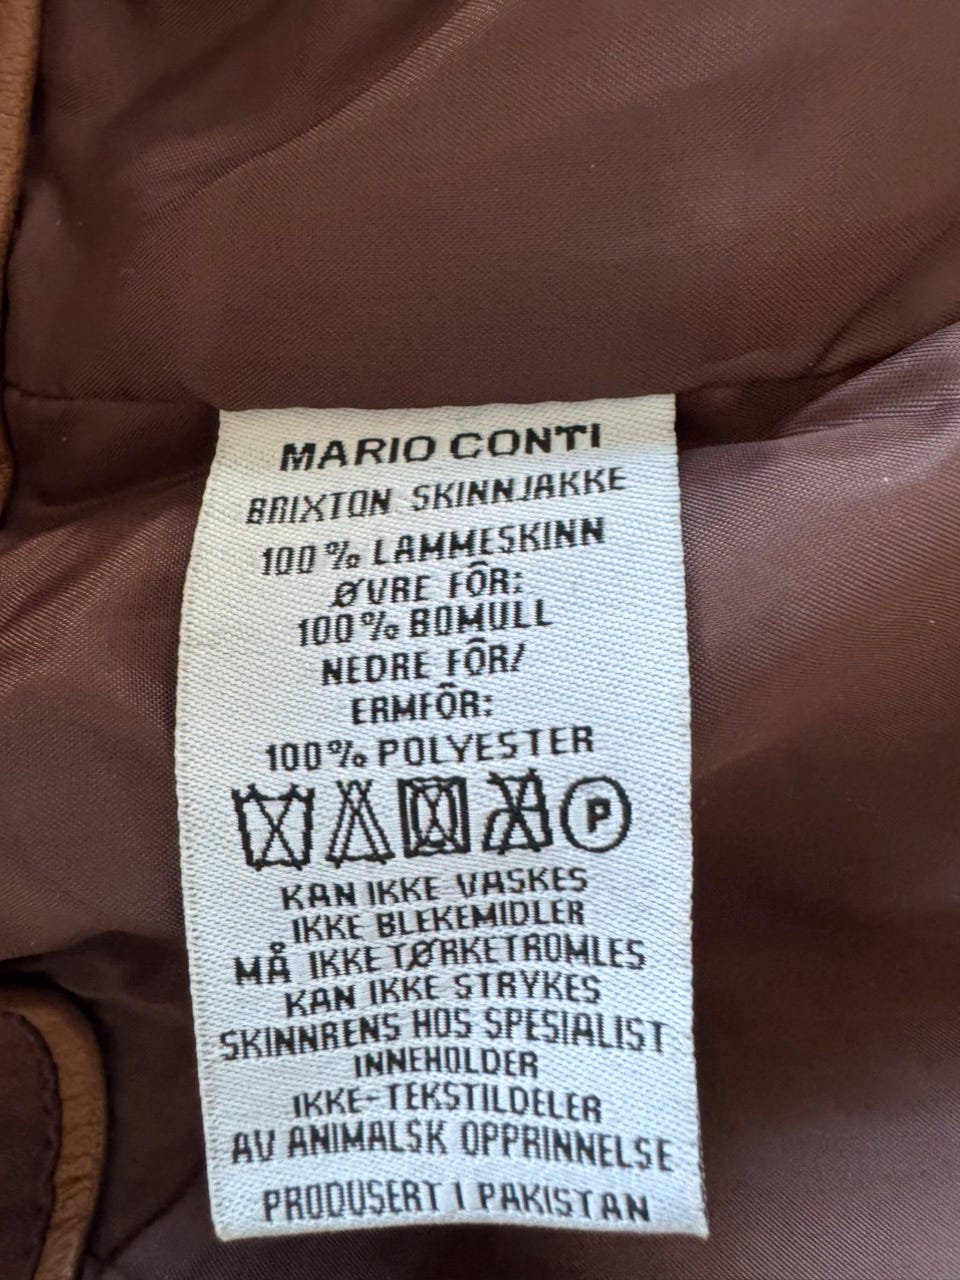 MARIO CONTI
BRIXTON SKINNJAKKE
100% LAMMESKINN
ØVRE FÔR:
100% BOMULL
NEDRE FÔR/
ERMFÔR:
100% POLYESTER
P
KAN IKKE VASKES
IKKE BLEKEMIDLER
MÅ IKKE TØRKETROMLES
KAN IKKE STRYKES
SKINNRENS HOS SPESIALIST
INNEHOLDER
IKKE-TEKSTILDELER
AV ANIMALSK OPPRINNELSE
PRODUSERT I PAKISTAN